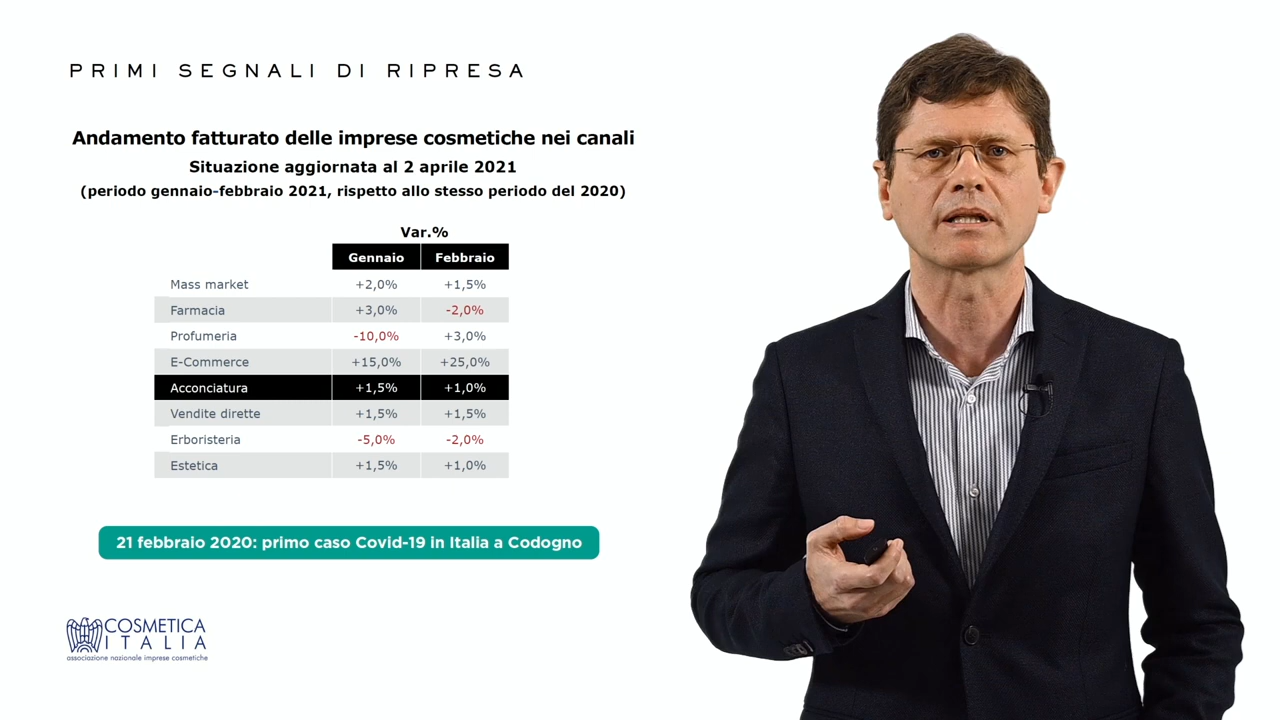 PRIMI SEGNALI DI RIPRESA
Andamento fatturato delle imprese cosmetiche nei canali
Situazione aggiornata al 2 aprile 2021
(periodo gennaio-febbraio 2021, rispetto allo stesso periodo del 2020)
Var.%
Gennaio Febbraio
Mass market +2,0% +1,5%
Farmacia +3,0% -2,0%
Profumeria -10,0% +3,0%
E-Commerce +15,0% +25,0%
Acconciatura +1,5% +1,0%
Vendite dirette +1,5% +1,5%
Erboristeria -5,0% -2,0%
Estetica +1,5% +1,0%
21 febbraio 2020: primo caso Covid-19 in Italia a Codogno
COSMETICA
ITALIA
associazione nazionale imprese cosmetiche